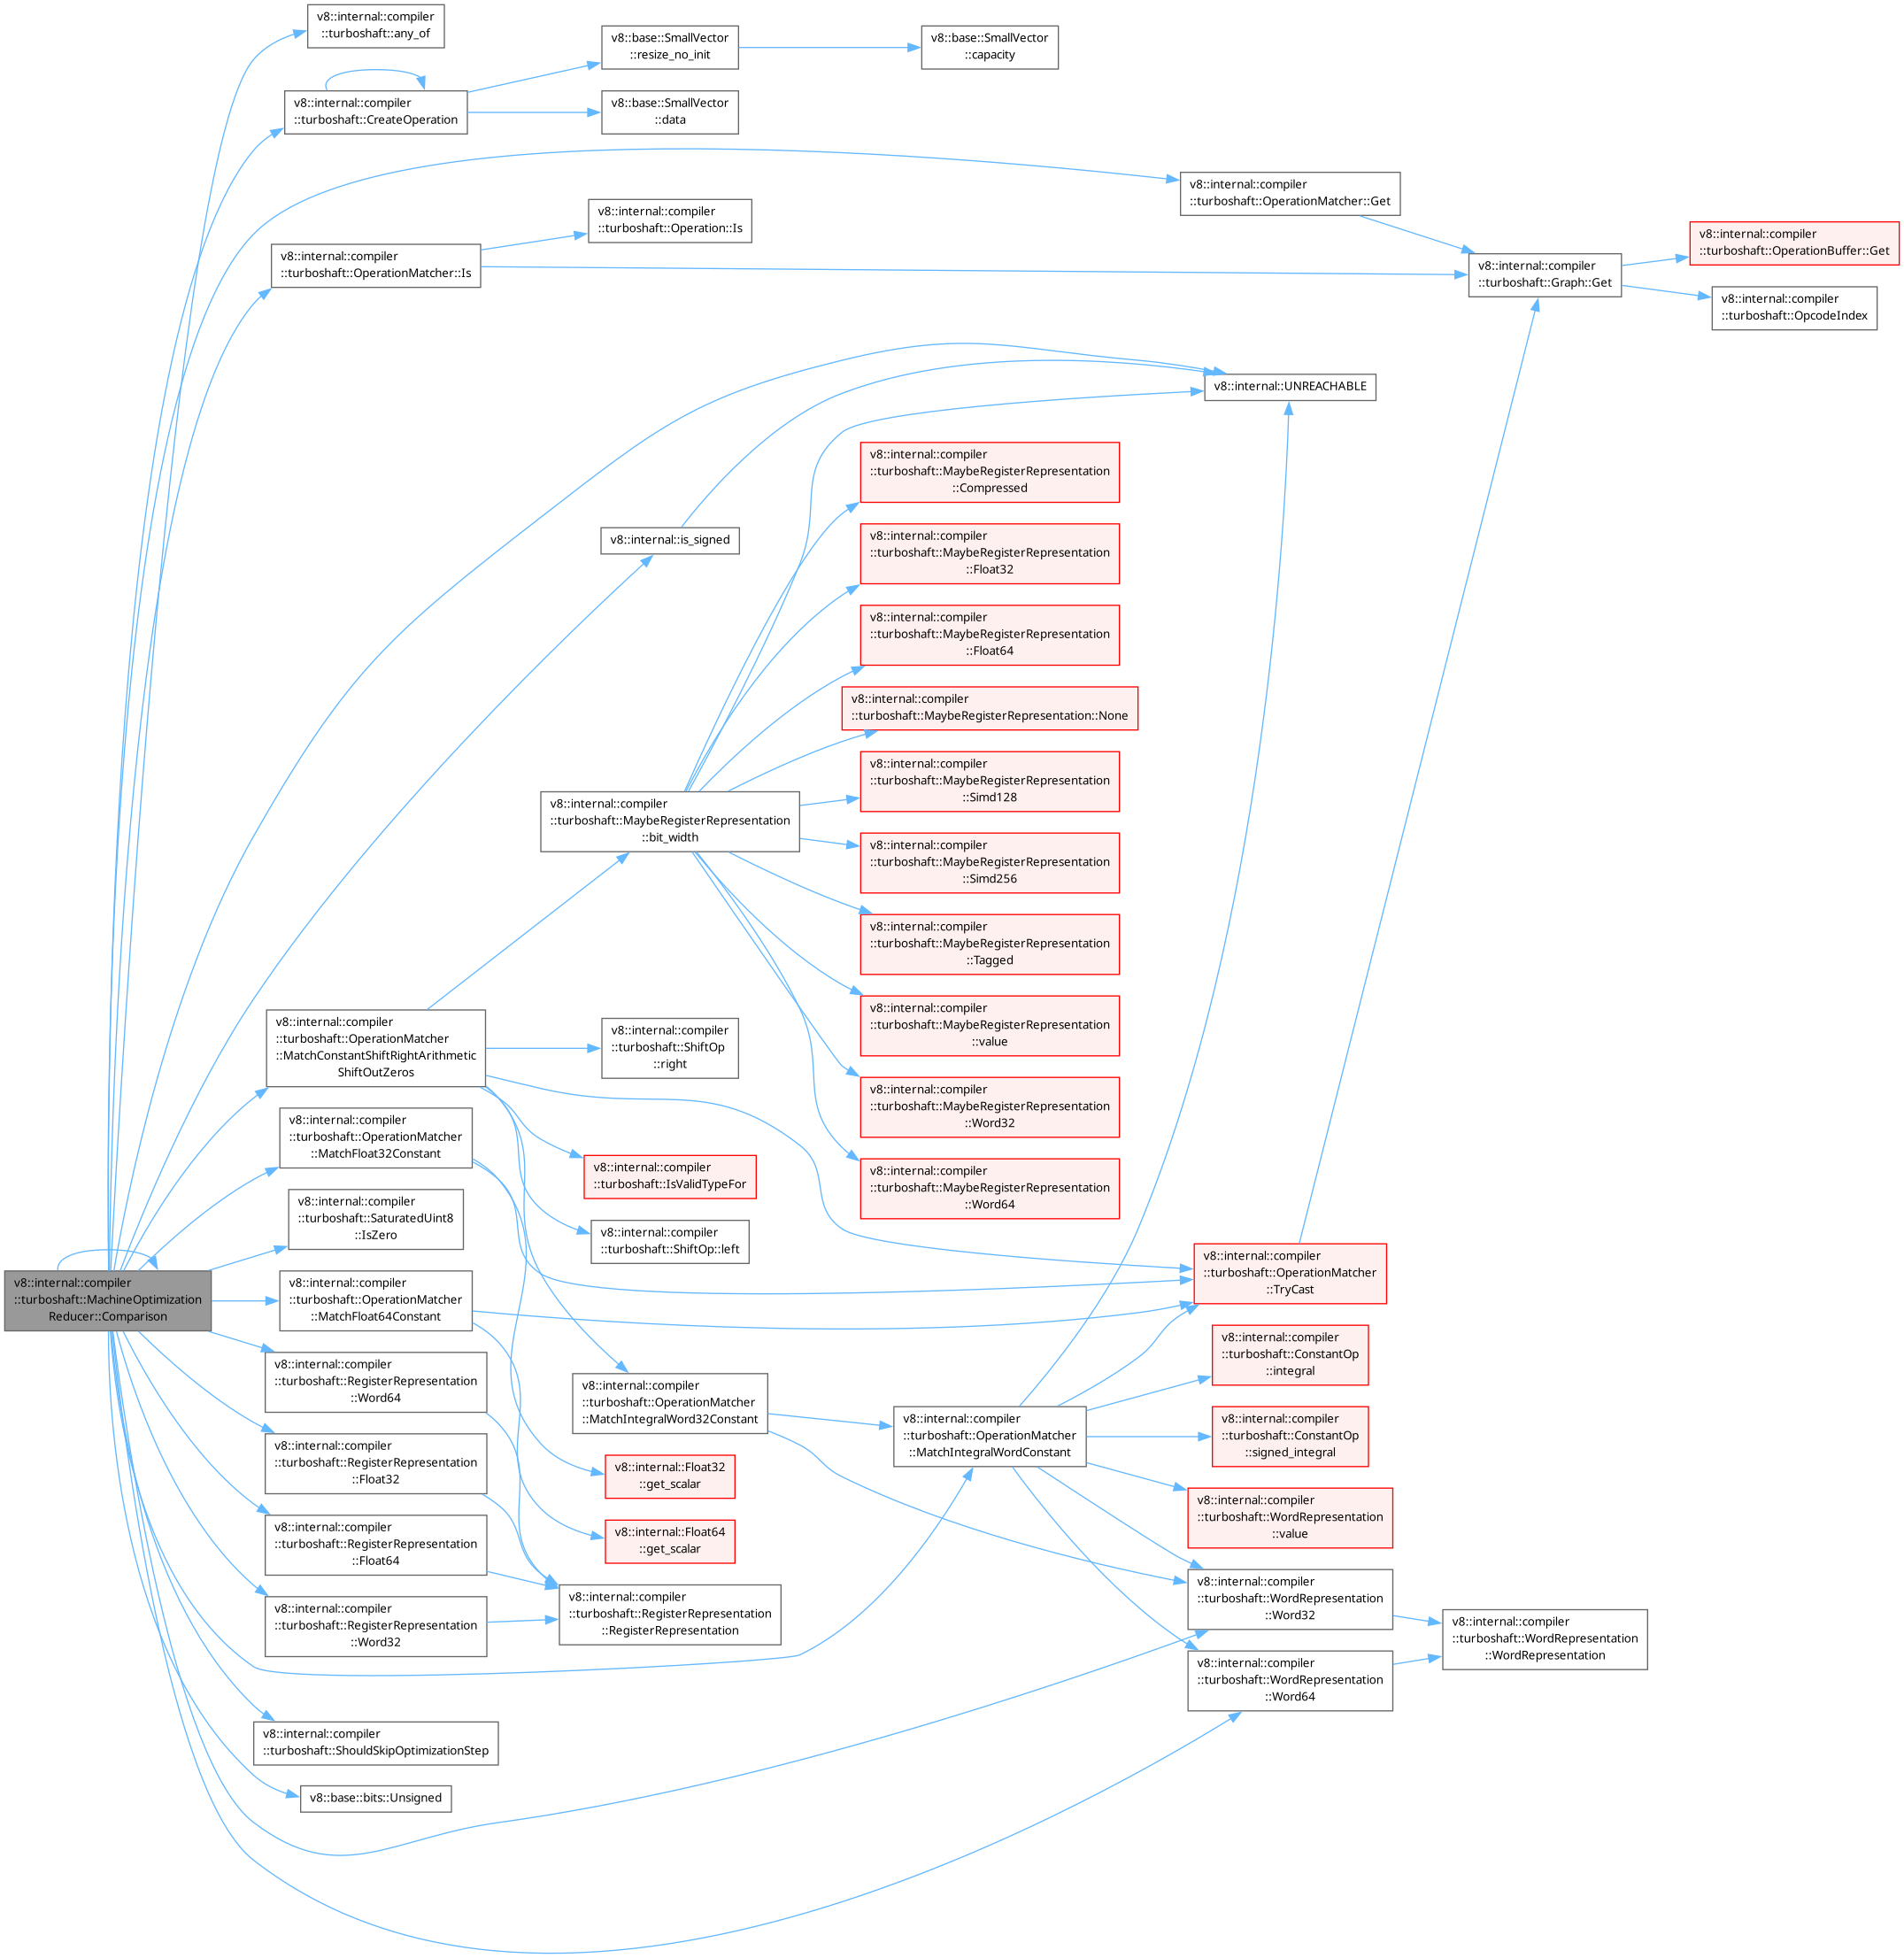 v8::internal::compiler
::turboshaft::any_of
v8::base::SmallVector
::resize_no_init
v8::base::SmallVector
::capacity
v8::internal::compiler
::turboshaft::CreateOperation
v8::base::SmallVector
::data
v8::internal::compiler
::turboshaft::OperationMatcher::Get
v8::internal::compiler
::turboshaft::Operation::Is
v8::internal::compiler
::turboshaft::OperationMatcher::Is
v8::internal::compiler
::turboshaft::Graph::Get
v8::internal::compiler
::turboshaft::OperationBuffer::Get
v8::internal::compiler
::turboshaft::OpcodeIndex
v8::internal::UNREACHABLE
v8::internal::compiler
::turboshaft::MaybeRegisterRepresentation
::Compressed
v8::internal::is_signed
v8::internal::compiler
::turboshaft::MaybeRegisterRepresentation
::Float32
v8::internal::compiler
::turboshaft::MaybeRegisterRepresentation
::Float64
v8::internal::compiler
::turboshaft::MaybeRegisterRepresentation::None
v8::internal::compiler
::turboshaft::MaybeRegisterRepresentation
::Simd128
v8::internal::compiler
::turboshaft::MaybeRegisterRepresentation
::bit_width
v8::internal::compiler
::turboshaft::MaybeRegisterRepresentation
::Simd256
v8::internal::compiler
::turboshaft::MaybeRegisterRepresentation
::Tagged
v8::internal::compiler
::turboshaft::MaybeRegisterRepresentation
::value
v8::internal::compiler
::turboshaft::OperationMatcher
::MatchConstantShiftRightArithmetic
ShiftOutZeros
v8::internal::compiler
::turboshaft::ShiftOp
::right
v8::internal::compiler
::turboshaft::MaybeRegisterRepresentation
::Word32
v8::internal::compiler
::turboshaft::OperationMatcher
::MatchFloat32Constant
v8::internal::compiler
::turboshaft::IsValidTypeFor
v8::internal::compiler
::turboshaft::MaybeRegisterRepresentation
::Word64
v8::internal::compiler
::turboshaft::SaturatedUint8
::IsZero
v8::internal::compiler
::turboshaft::ShiftOp::left
v8::internal::compiler
::turboshaft::OperationMatcher
::TryCast
v8::internal::compiler
::turboshaft::MachineOptimization
Reducer::Comparison
v8::internal::compiler
::turboshaft::OperationMatcher
::MatchFloat64Constant
v8::internal::compiler
::turboshaft::ConstantOp
::integral
v8::internal::compiler
::turboshaft::RegisterRepresentation
::Word64
v8::internal::compiler
::turboshaft::OperationMatcher
::MatchIntegralWord32Constant
v8::internal::compiler
::turboshaft::OperationMatcher
::MatchIntegralWordConstant
v8::internal::compiler
::turboshaft::ConstantOp
::signed_integral
v8::internal::compiler
::turboshaft::RegisterRepresentation
::Float32
v8::internal::Float32
::get_scalar
v8::internal::compiler
::turboshaft::WordRepresentation
::value
v8::internal::compiler
::turboshaft::RegisterRepresentation
::Float64
v8::internal::Float64
::get_scalar
v8::internal::compiler
::turboshaft::RegisterRepresentation
::RegisterRepresentation
v8::internal::compiler
::turboshaft::WordRepresentation
::Word32
v8::internal::compiler
::turboshaft::RegisterRepresentation
::Word32
v8::internal::compiler
::turboshaft::WordRepresentation
::WordRepresentation
v8::internal::compiler
::turboshaft::WordRepresentation
::Word64
v8::internal::compiler
::turboshaft::ShouldSkipOptimizationStep
v8::base::bits::Unsigned